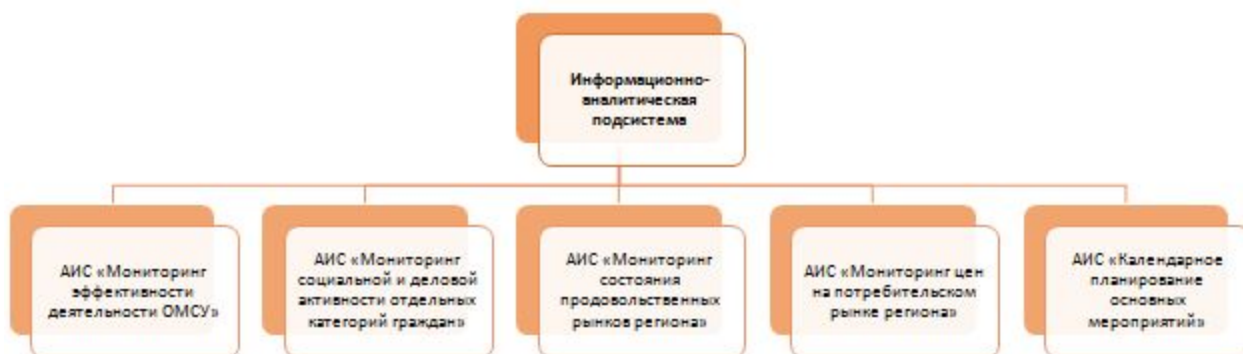 Информационно-
аналитическая
подсистема
АИС «Мониторинг
эффективности
деятельности ОМСУ»
АИС «Мониторинг
социальной и деловой
активности отдельных
категорий граждан»
АИС «Мониторинг
состояния
продовольственных
рынков региона»
АИС «Мониторинг цен
на потребительском
рынке региона»
АИС «Календарное
планирование
основных
мероприятий»